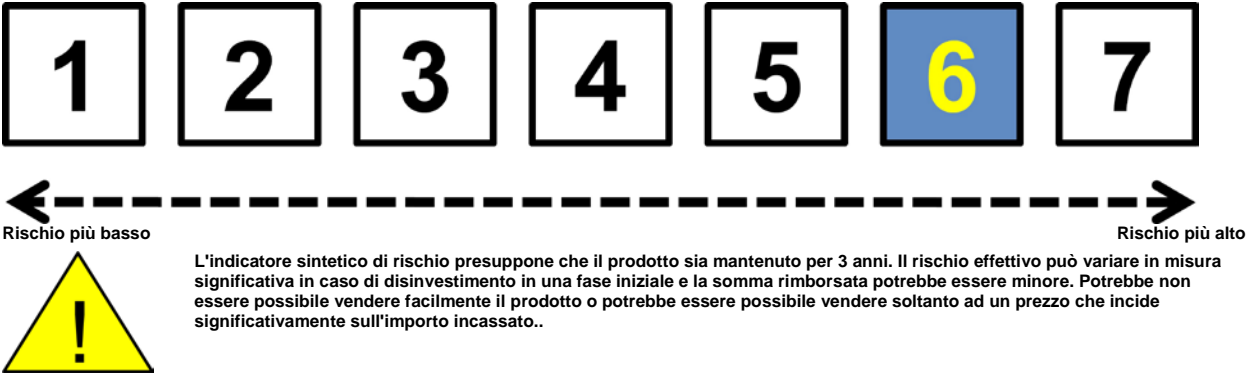 1 2 3 4 5 6 7
Rischio più basso Rischio più alto
L'indicatore sintetico di rischio presuppone che il prodotto sia mantenuto per 3 anni. Il rischio effettivo può variare in misura
significativa in caso di disinvestimento in una fase iniziale e la somma rimborsata potrebbe essere minore. Potrebbe non
essere possibile vendere facilmente il prodotto o potrebbe essere possibile vendere soltanto ad un prezzo che incide
significativamente sull'importo incassato..
!